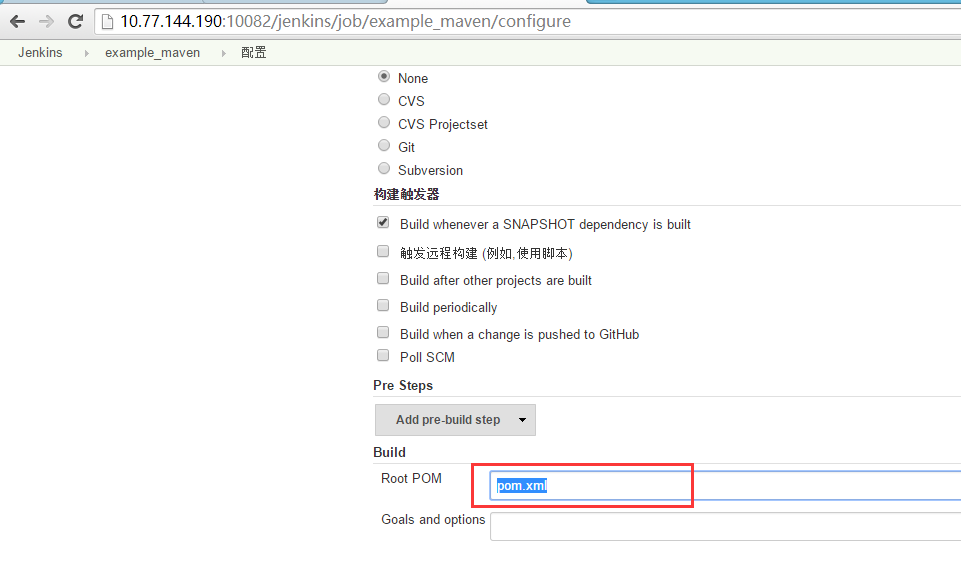 10.77.144.190:10082/jenkins/job/example_maven/configure
Jenkins example_maven 配置
None
CVS
CVS Projectset
Git
Subversion
构建触发器
Build whenever a SNAPSHOT dependency is built
触发远程构建 (例如,使用脚本)
Build after other projects are built
Build periodically
Build when a change is pushed to GitHub
Poll SCM
Pre Steps
Add pre-build step
Build
Root POM pom.xml
Goals and options